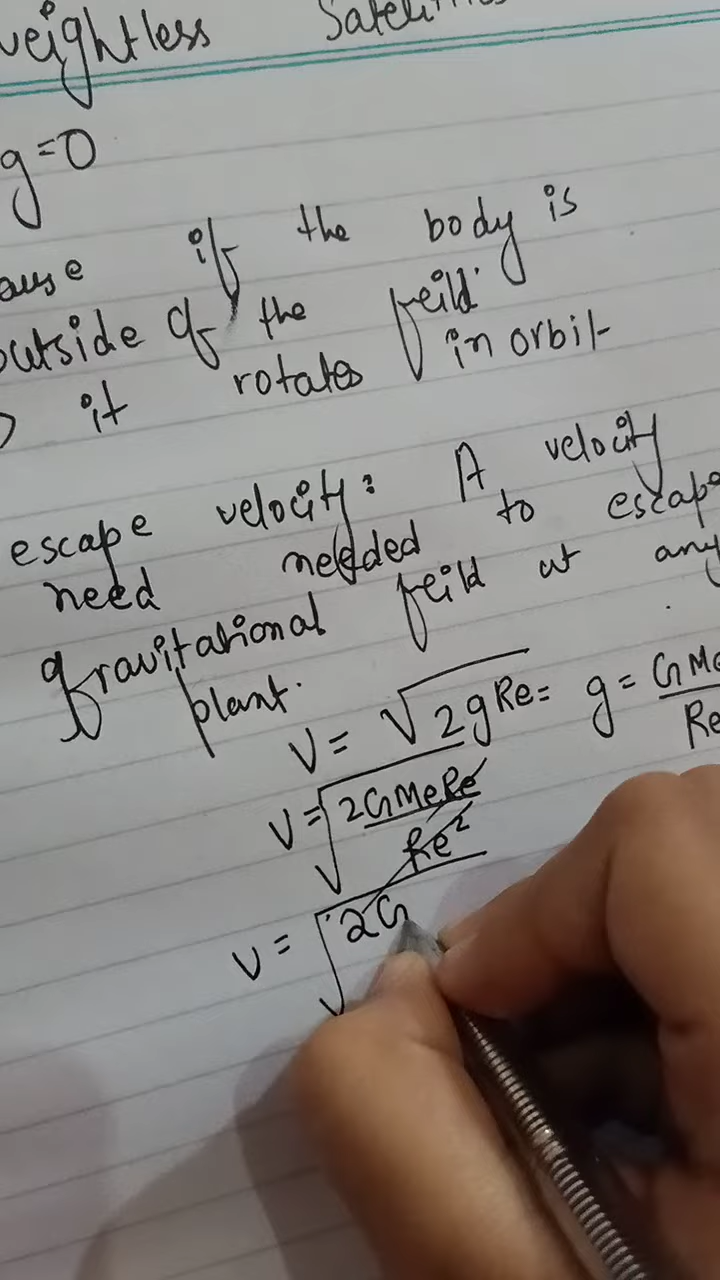 weightless Satelli
g=0
ause if the body is
outside of the feild
it rotates in orbit
escape velocity: A velocity
need needed to escape
gravitational feild at any
plant.
V = √2gRe = g = GMe/Re
V = √2GMeRe/Re²
V = √2G